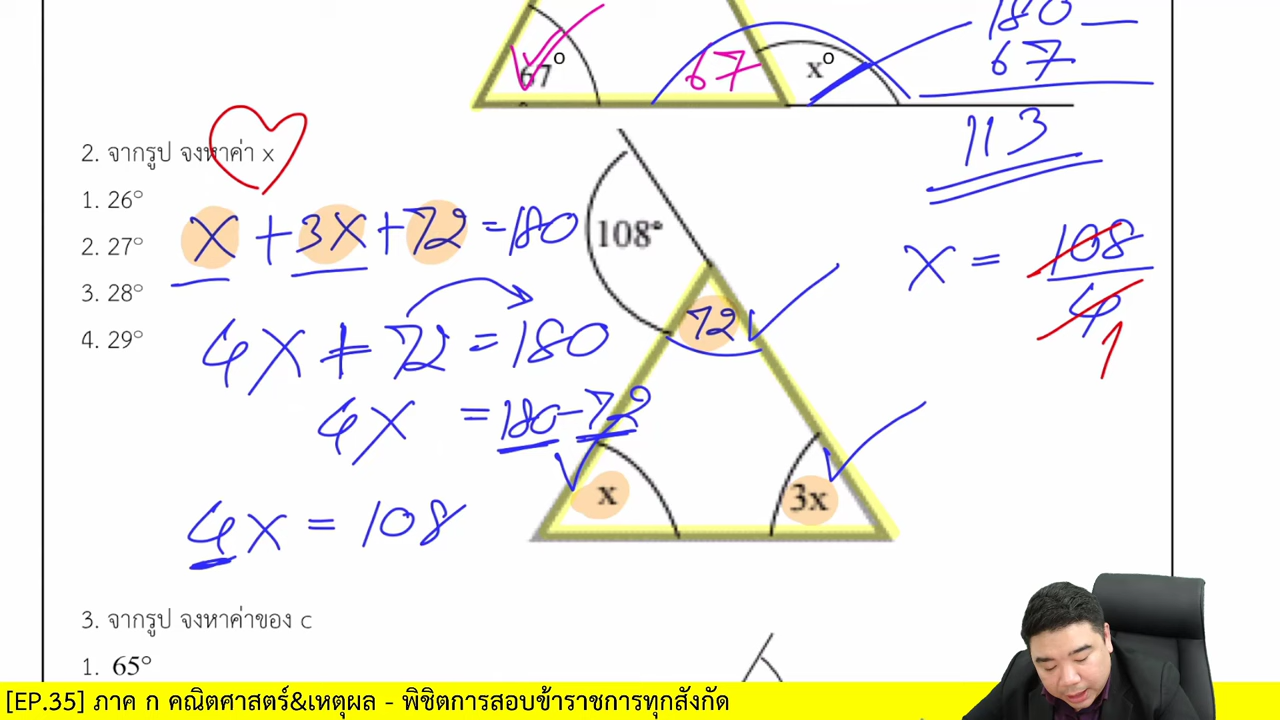 180 —
67° 67 x° 67
113
2. จากรูป จงหาค่า x
1. 26°
x + 3x + 72 = 180
108°
x = 108/4
2. 27°
3. 28°
72
4. 29°
4x + 72 = 180
1
4x = 180 - 72
x 3x
4x = 108
3. จากรูป จงหาค่าของ c
1. 65°
[EP.35] ภาค ก คณิตศาสตร์&เหตุผล - พิชิตการสอบข้าราชการทุกสังกัด